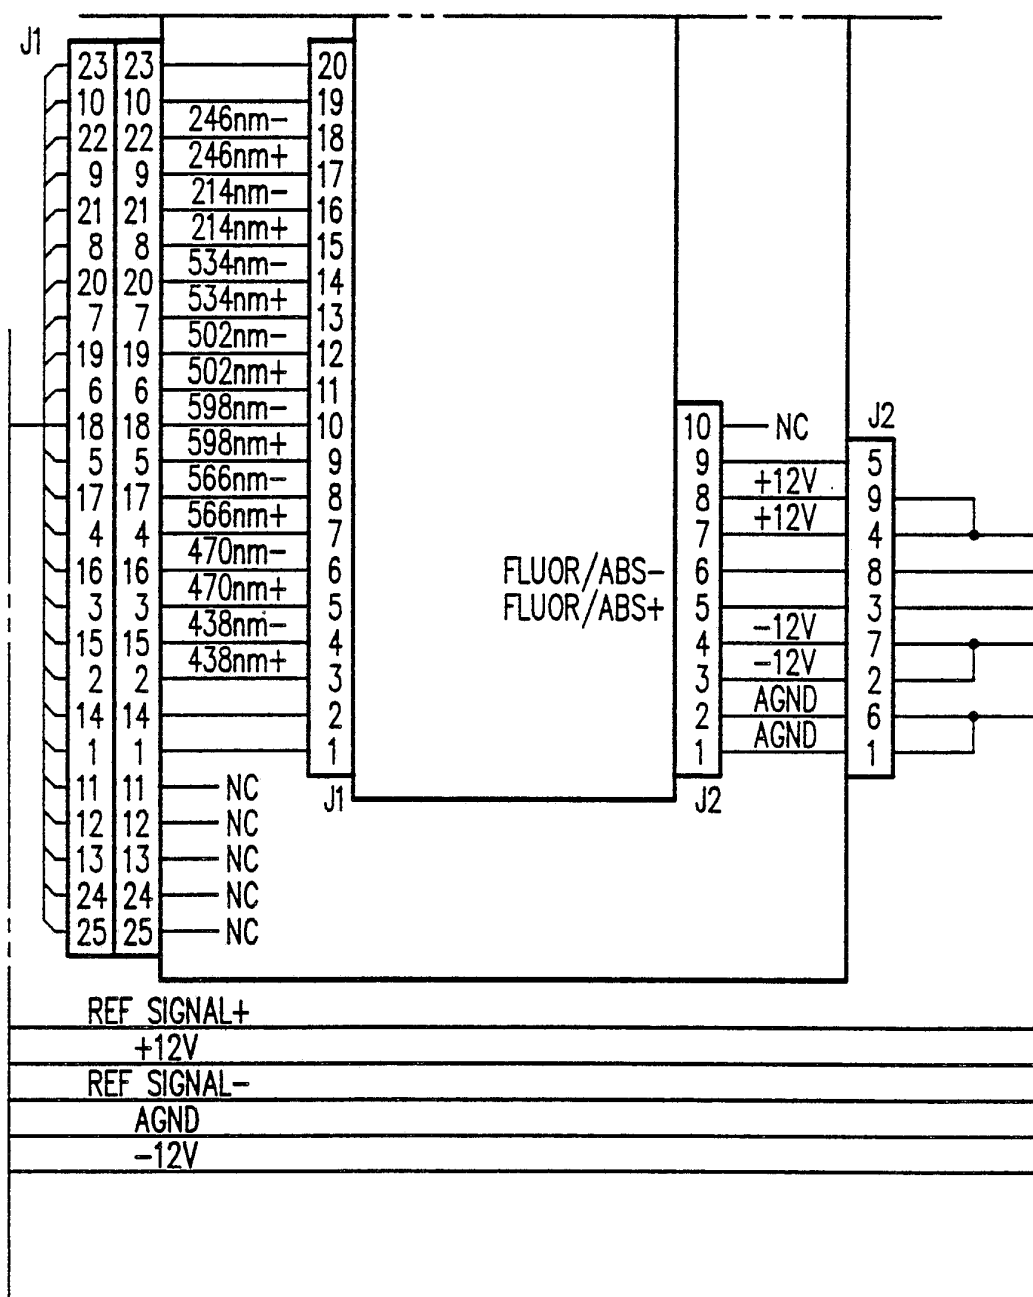 J1
23 23 20
10 10 19
246nm-
22 22 18
246nm+
9 9 17
214nm-
21 21 16
214nm+
8 8 15
534nm-
20 20 14
534nm+
7 7 13
502nm-
19 19 12
502nm+
6 6 11
598nm-
18 18 10 10 NC J2
598nm+
5 5 9 9 5
566nm- +12V
17 17 8 8 9
566nm+ +12V
4 4 7 7 4
470nm-
16 16 6 FLUOR/ABS- 6 8
470nm+
3 3 5 FLUOR/ABS+ 5 3
438nm- -12V
15 15 4 4 7
438nm+ -12V
2 2 3 3 2
AGND
14 14 2 2 6
AGND
1 1 1 1 1
11 11 NC J1 J2
12 12 NC
13 13 NC
24 24 NC
25 25 NC
REF SIGNAL+
+12V
REF SIGNAL-
AGND
-12V